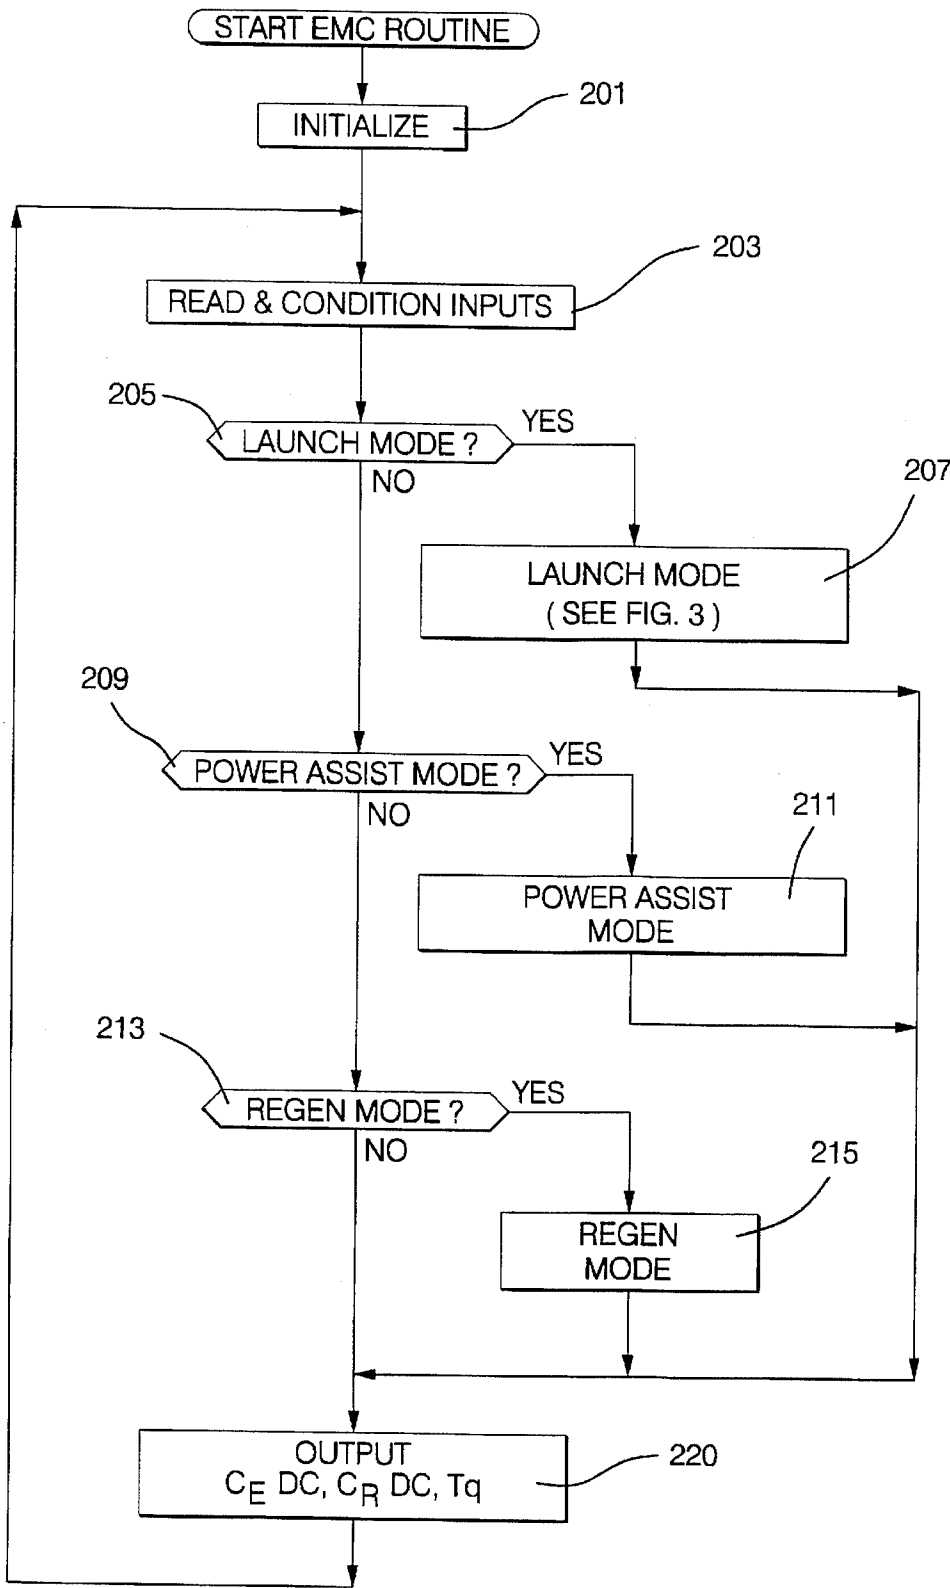 START EMC ROUTINE
201
INITIALIZE
203
READ & CONDITION INPUTS
205
YES
LAUNCH MODE ?
NO
207
LAUNCH MODE
( SEE FIG. 3 )
209
YES
POWER ASSIST MODE ?
NO
211
POWER ASSIST
MODE
213
YES
REGEN MODE ?
NO
215
REGEN
MODE
OUTPUT
220
CE DC, CR DC, Tq